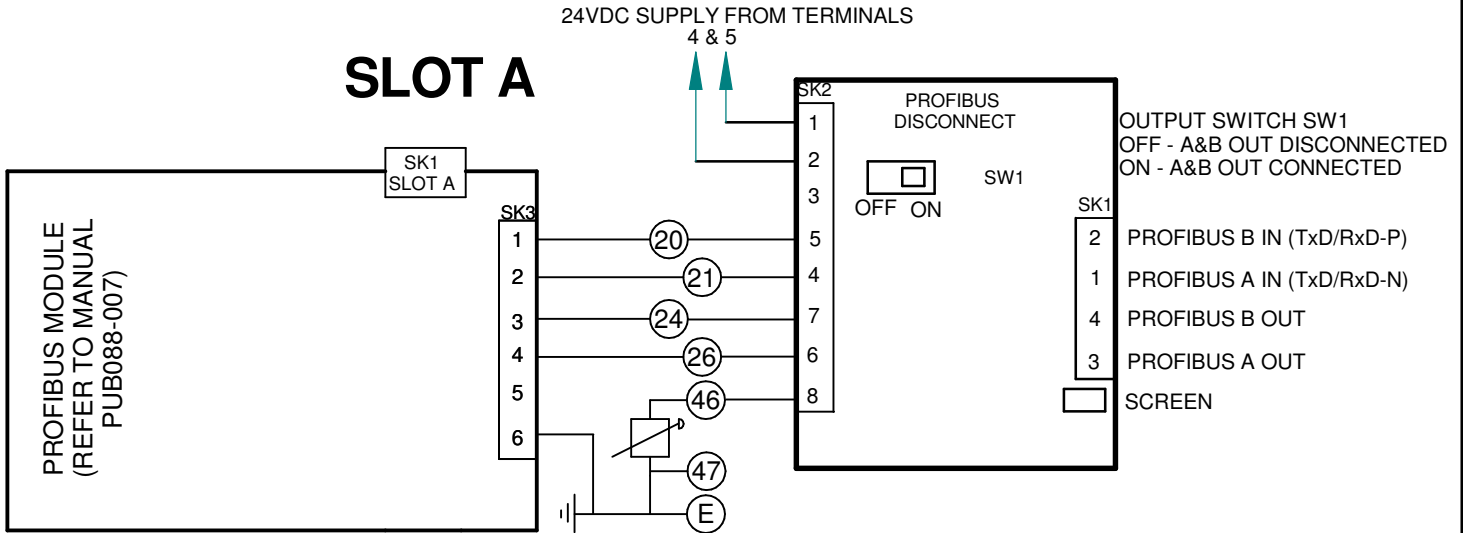 24VDC SUPPLY FROM TERMINALS
4 & 5
SLOT A
SK1
SLOT A
PROFIBUS MODULE
(REFER TO MANUAL
PUB088-007)
SK3
1
2
3
4
5
6
20
21
24
26
46
47
E
SK2
1
2
3
5
4
7
6
8
PROFIBUS
DISCONNECT
SW1
OFF ON
OUTPUT SWITCH SW1
OFF - A&B OUT DISCONNECTED
ON - A&B OUT CONNECTED
SK1
2 PROFIBUS B IN (TxD/RxD-P)
1 PROFIBUS A IN (TxD/RxD-N)
4 PROFIBUS B OUT
3 PROFIBUS A OUT
SCREEN